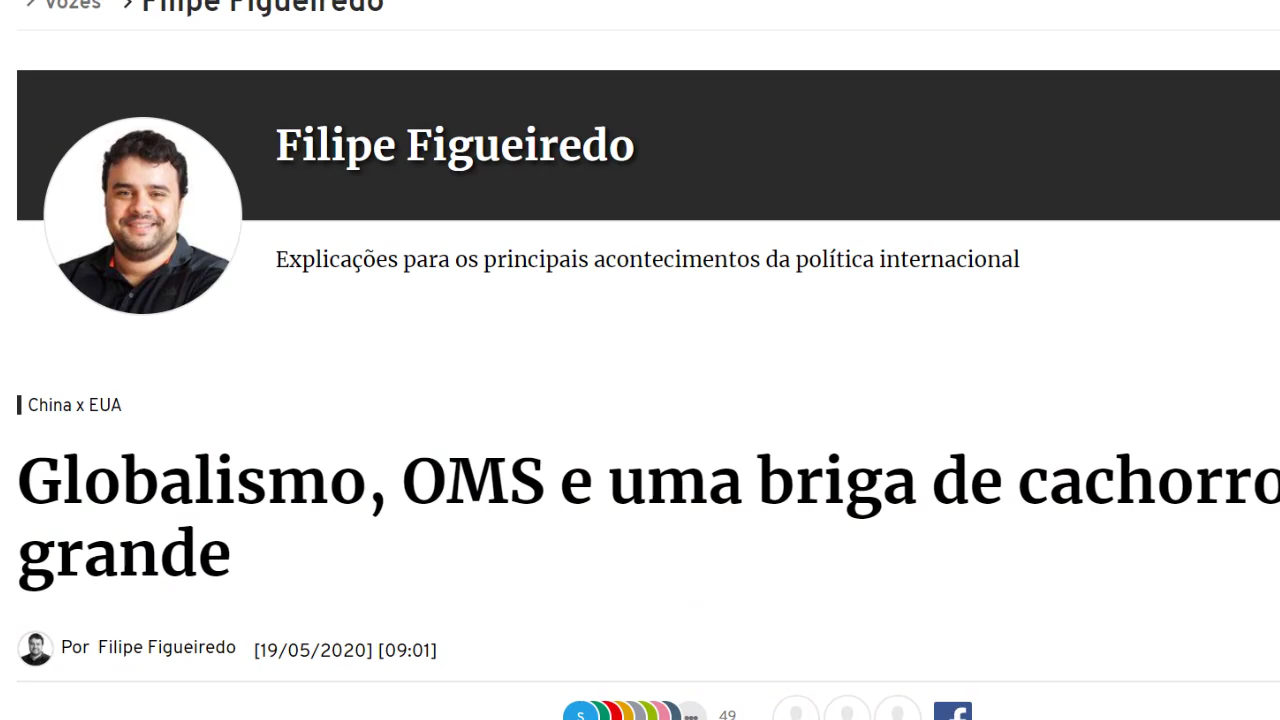 > Vozes > Filipe Figueiredo
Filipe Figueiredo
Explicações para os principais acontecimentos da política internacional
China x EUA
Globalismo, OMS e uma briga de cachorro
grande
Por Filipe Figueiredo [19/05/2020] [09:01]
S ... 49 f